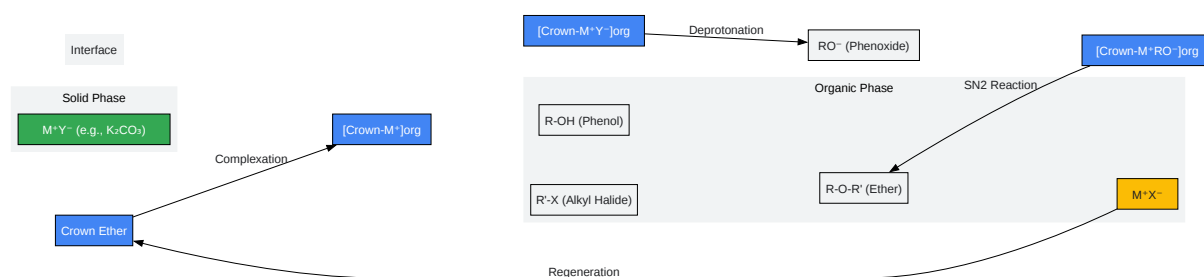 Interface
Solid Phase
M⁺Y⁻ (e.g., K₂CO₃)
Complexation
[Crown-M⁺]org
Crown Ether
[Crown-M⁺Y⁻]org
Deprotonation
RO⁻ (Phenoxide)
[Crown-M⁺RO⁻]org
Organic Phase
SN2 Reaction
R-OH (Phenol)
R'-X (Alkyl Halide)
R-O-R' (Ether)
M⁺X⁻
Regeneration